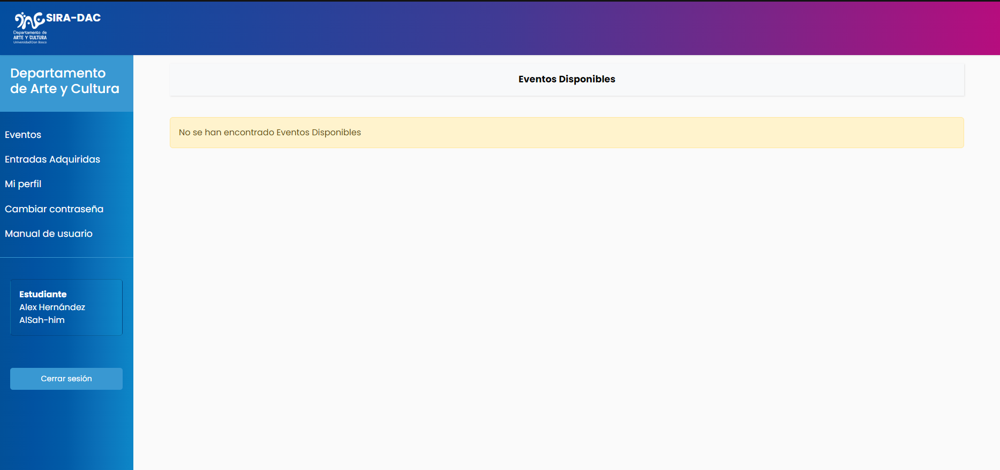 SIRA-DAC
Departamento de
ARTE Y CULTURA
Universidad Don Bosco
Departamento
de Arte y Cultura
Eventos
Entradas Adquiridas
Mi perfil
Cambiar contraseña
Manual de usuario
Estudiante
Alex Hernández
AlSah-him
Cerrar sesión
Eventos Disponibles
No se han encontrado Eventos Disponibles